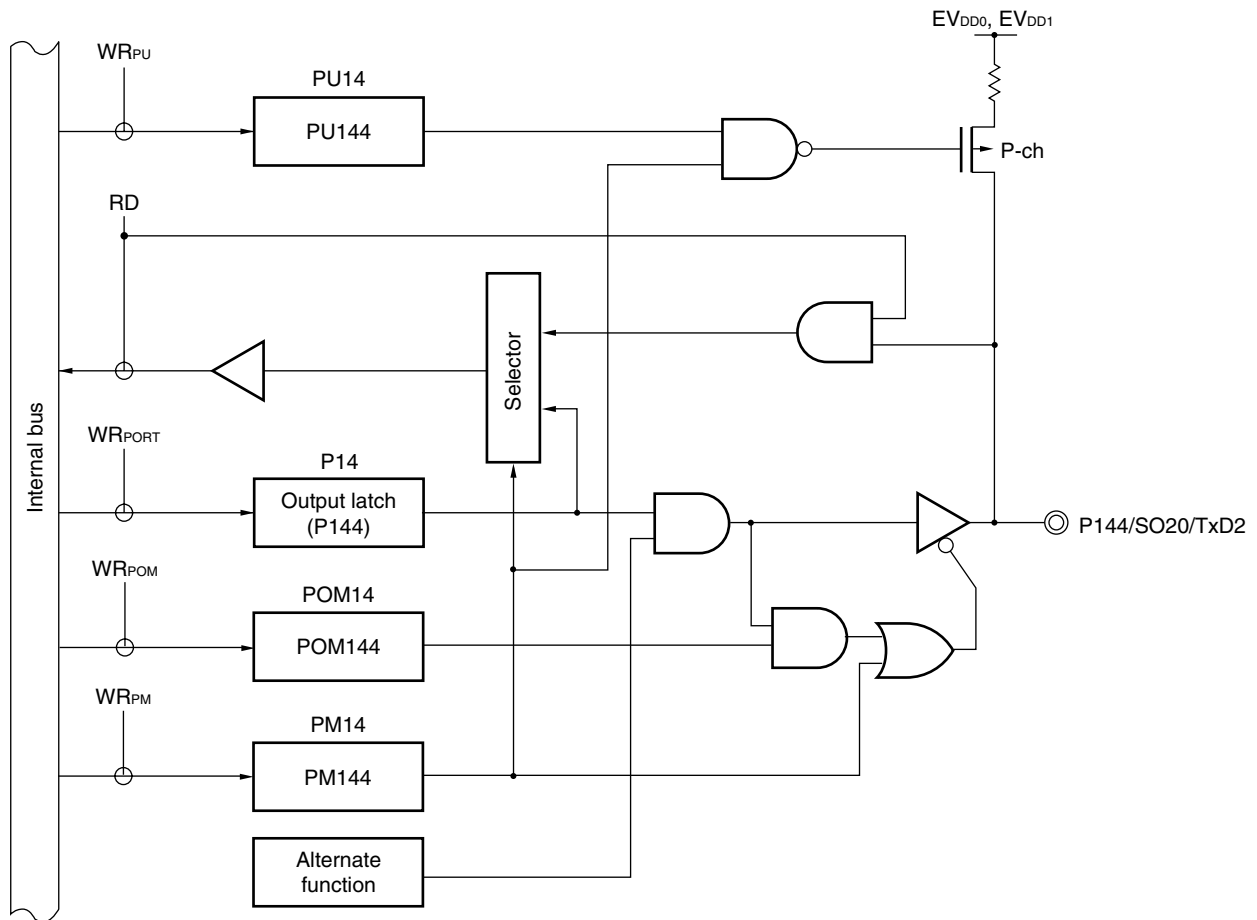 EVDD0, EVDD1
WRPU
PU14
PU144
P-ch
RD
Selector
Internal bus
WRPORT
P14
Output latch
(P144)
P144/SO20/TxD2
WRPOM
POM14
POM144
WRPM
PM14
PM144
Alternate
function